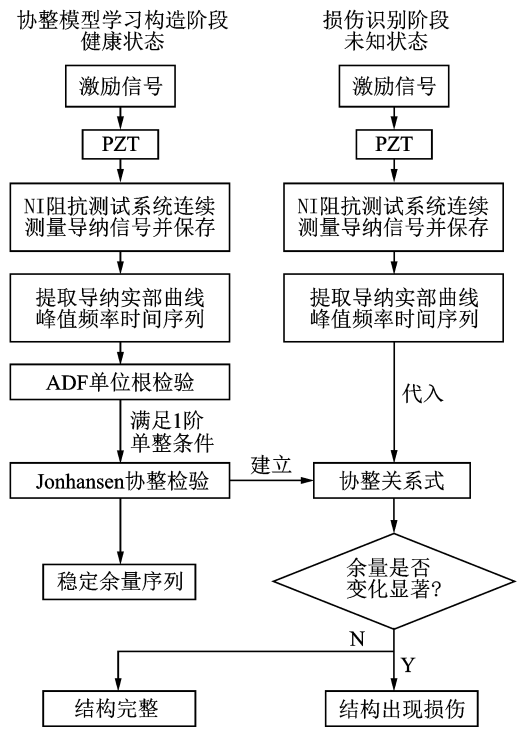 协整模型学习构造阶段
健康状态
激励信号
PZT
NI阻抗测试系统连续
测量导纳信号并保存
提取导纳实部曲线
峰值频率时间序列
ADF单位根检验
满足1阶
单整条件
Jonhansen协整检验
稳定余量序列
建立
损伤识别阶段
未知状态
激励信号
PZT
NI阻抗测试系统连续
测量导纳信号并保存
提取导纳实部曲线
峰值频率时间序列
代入
协整关系式
余量是否
变化显著?
N
Y
结构完整
结构出现损伤